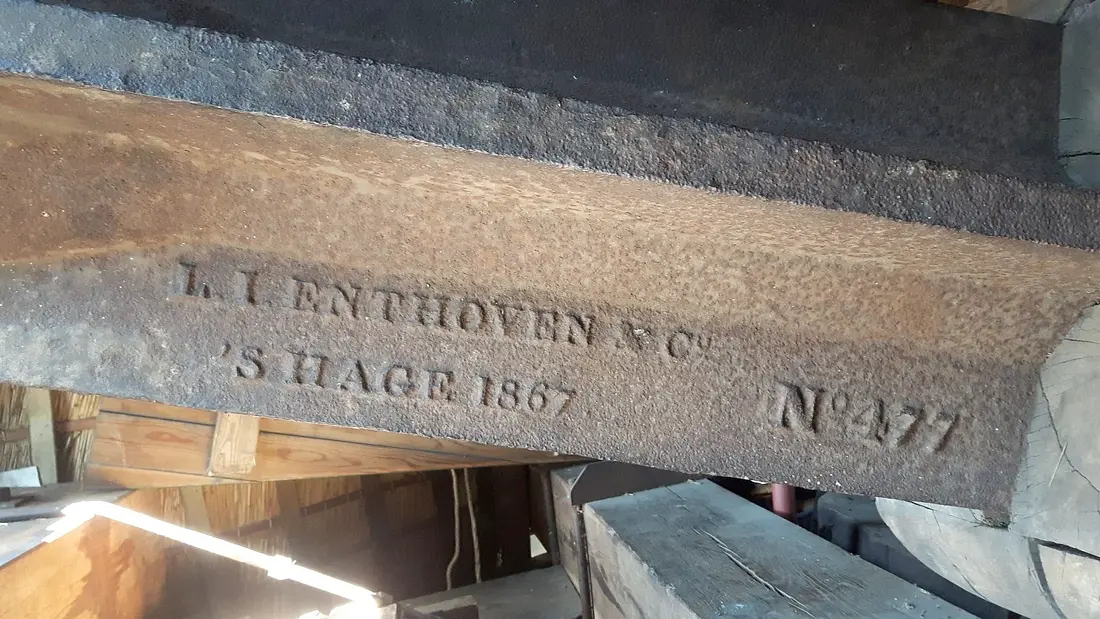 L. I. ENTHOVEN & Cº
'S HAGE 1867
Nº 477